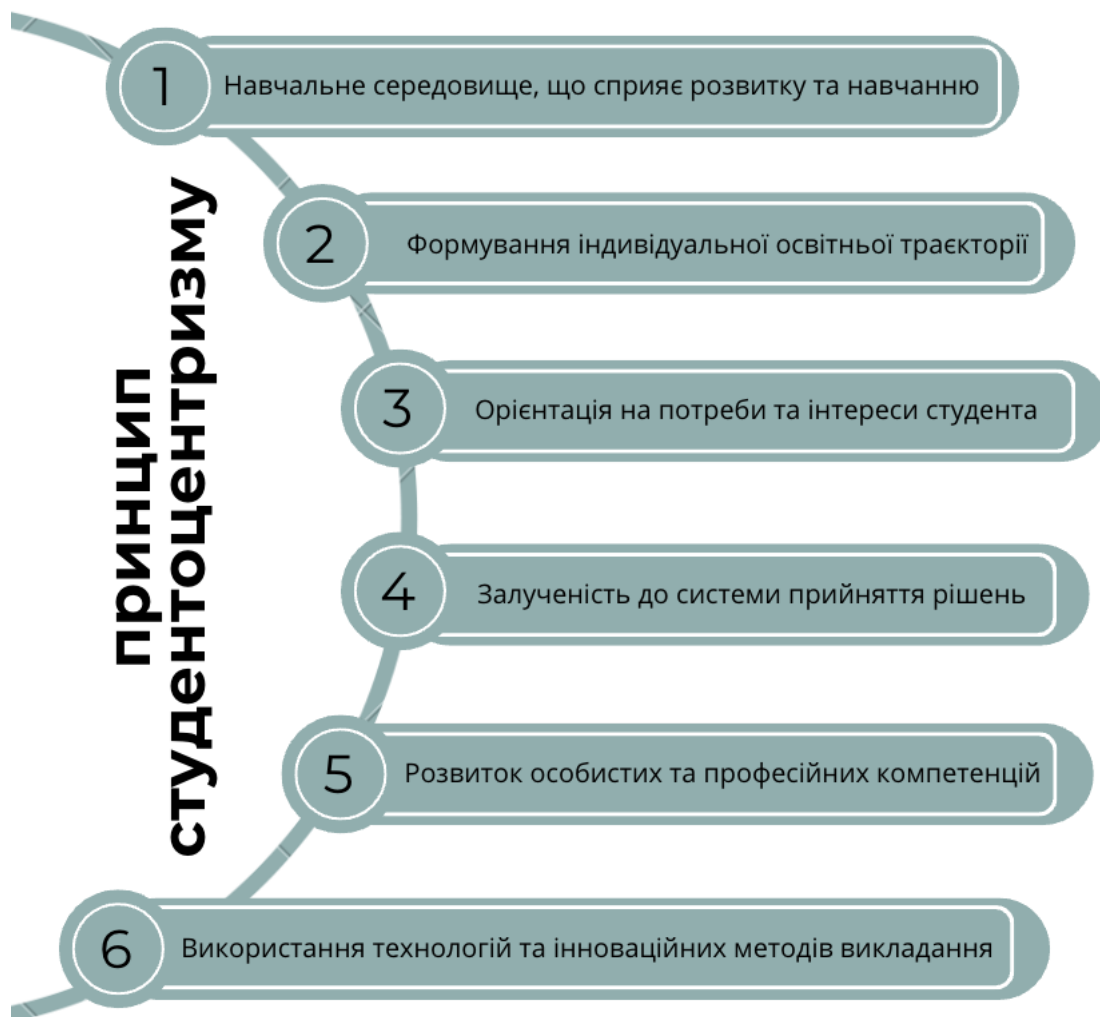 принцип
студентоцентризму
1
Навчальне середовище, що сприяє розвитку та навчанню
2
Формування індивідуальної освітньої траєкторії
3
Орієнтація на потреби та інтереси студента
4
Залученість до системи прийняття рішень
5
Розвиток особистих та професійних компетенцій
6
Використання технологій та інноваційних методів викладання